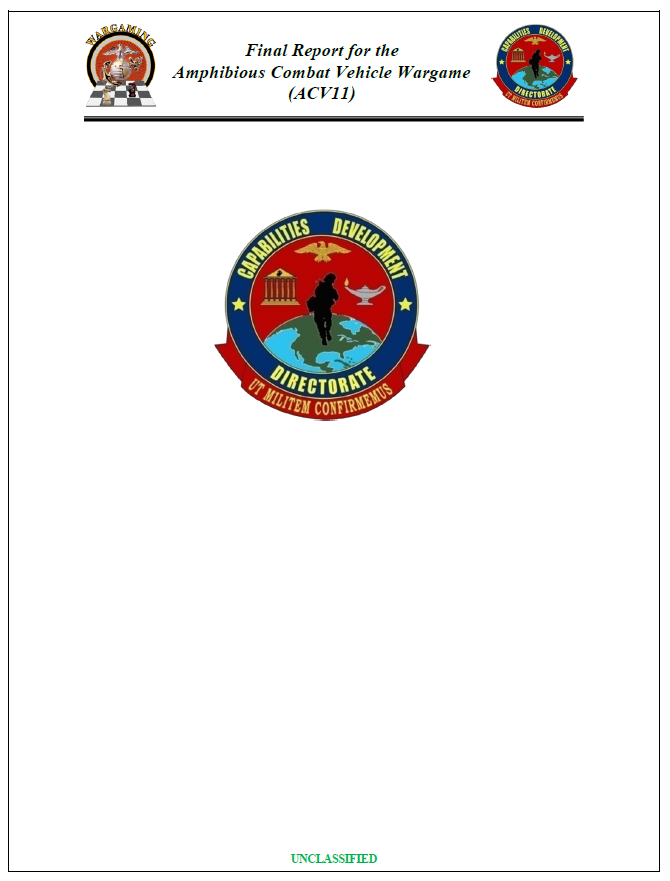 WARGAMING
Final Report for the
Amphibious Combat Vehicle Wargame
(ACV11)
CAPABILITIES DEVELOPMENT
DIRECTORATE
UT MILITEM CONFIRMEMUS
CAPABILITIES DEVELOPMENT
DIRECTORATE
UT MILITEM CONFIRMEMUS
UNCLASSIFIED